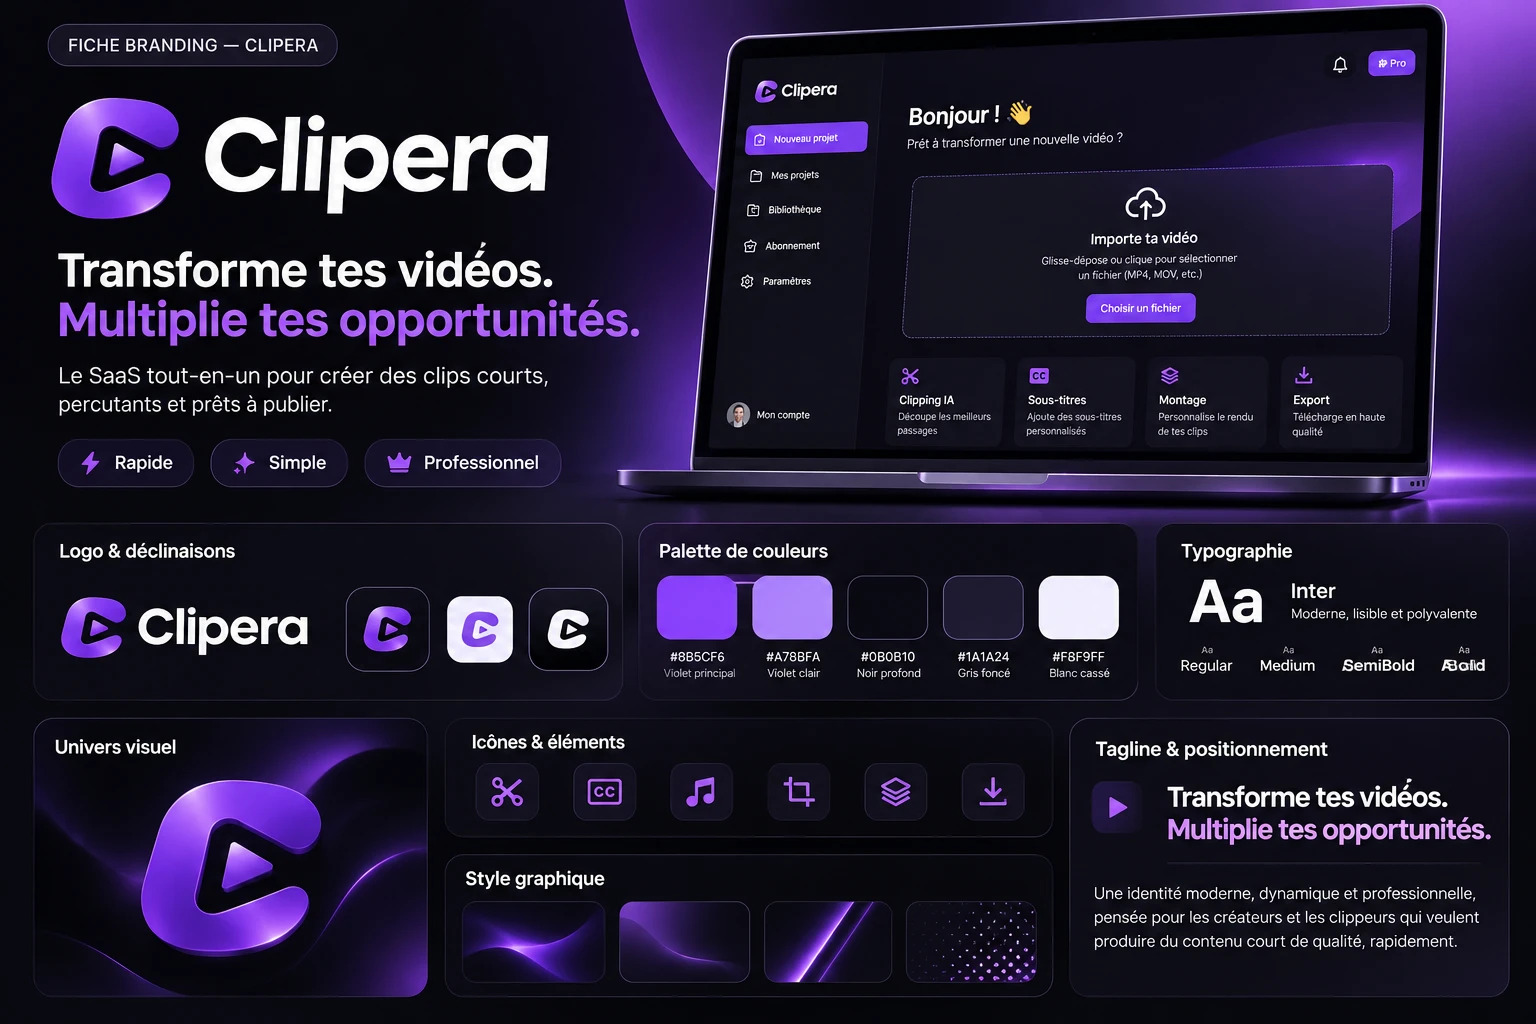 FICHE BRANDING — CLIPERA
Clipera
Transforme tes vidéos.
Multiplie tes opportunités.
Le SaaS tout-en-un pour créer des clips courts,
percutants et prêts à publier.
Rapide
Simple
Professionnel
Clipera
Nouveau projet
Mes projets
Bibliothèque
Abonnement
Paramètres
Mon compte
Pro
Bonjour ! 👋
Prét à transformer une nouvelle vidéo ?
Importe ta vidéo
Glisse-dépose ou clique pour sélectionner
un fichier (MP4, MOV, etc.)
Choisir un fichier
Clipping IA
Découpe les meilleurs
passages
CC
Sous-titres
Ajoute des sous-titres
personnalisés
Montage
Personnalise le rendu
de tes clips
Export
Télécharge en haute
qualité
Logo & déclinaisons
Clipera
Palette de couleurs
#8B5CF6
Violet principal
#A78BFA
Violet clair
#0B0B10
Noir profond
#1A1A24
Gris foncé
#F8F9FF
Blanc cassé
Typographie
Aa
Inter
Moderne, lisible et polyvalente
Aa
Regular
Aa
Medium
Aa
SemiBold
Aa
Bold
Univers visuel
Icônes & éléments
CC
Style graphique
Tagline & positionnement
Transforme tes vidéos.
Multiplie tes opportunités.
Une identité moderne, dynamique et professionnelle,
pensée pour les créateurs et les clippeurs qui veulent
produire du contenu court de qualité, rapidement.